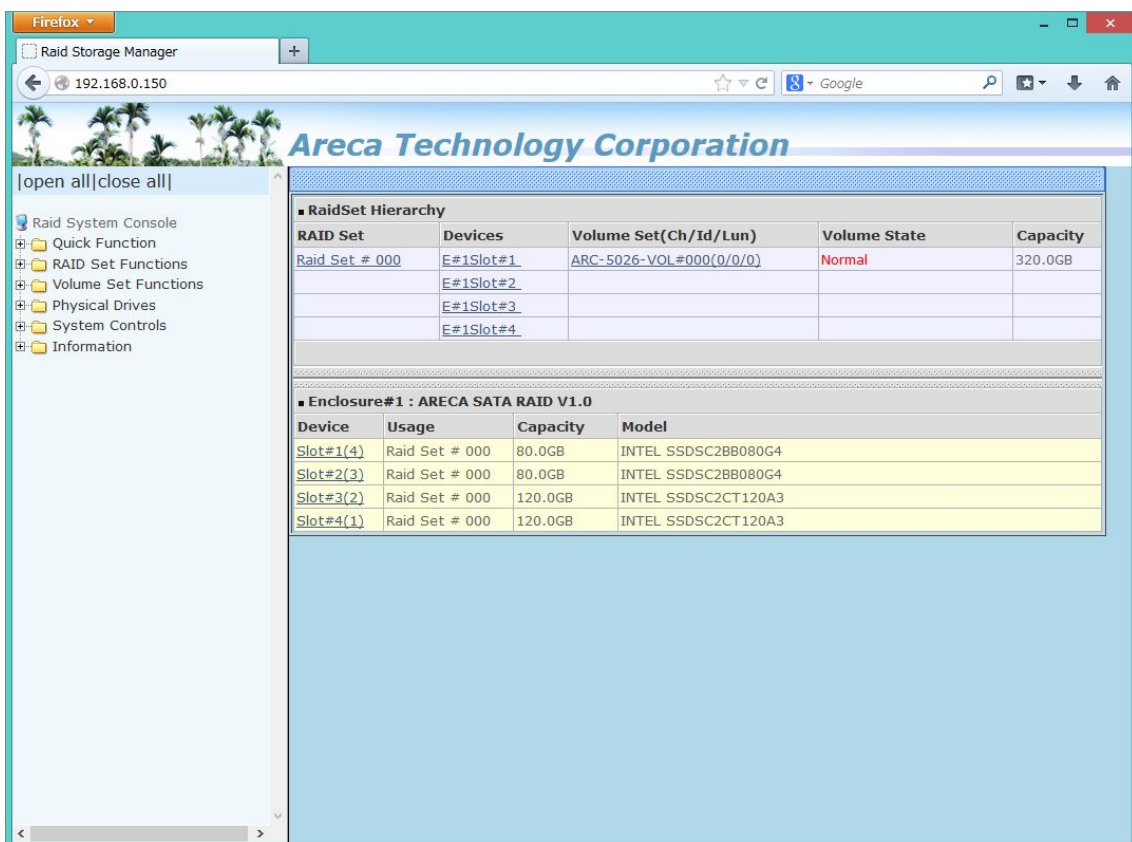 Firefox
Raid Storage Manager
192.168.0.150
Google
Areca Technology Corporation
|open all|close all|
Raid System Console
Quick Function
RAID Set Functions
Volume Set Functions
Physical Drives
System Controls
Information
RaidSet Hierarchy
RAID Set Devices Volume Set(Ch/Id/Lun) Volume State Capacity
Raid Set # 000 E#1Slot#1 ARC-5026-VOL#000(0/0/0) Normal 320.0GB
E#1Slot#2
E#1Slot#3
E#1Slot#4
Enclosure#1 : ARECA SATA RAID V1.0
Device Usage Capacity Model
Slot#1(4) Raid Set # 000 80.0GB INTEL SSDSC2BB080G4
Slot#2(3) Raid Set # 000 80.0GB INTEL SSDSC2BB080G4
Slot#3(2) Raid Set # 000 120.0GB INTEL SSDSC2CT120A3
Slot#4(1) Raid Set # 000 120.0GB INTEL SSDSC2CT120A3